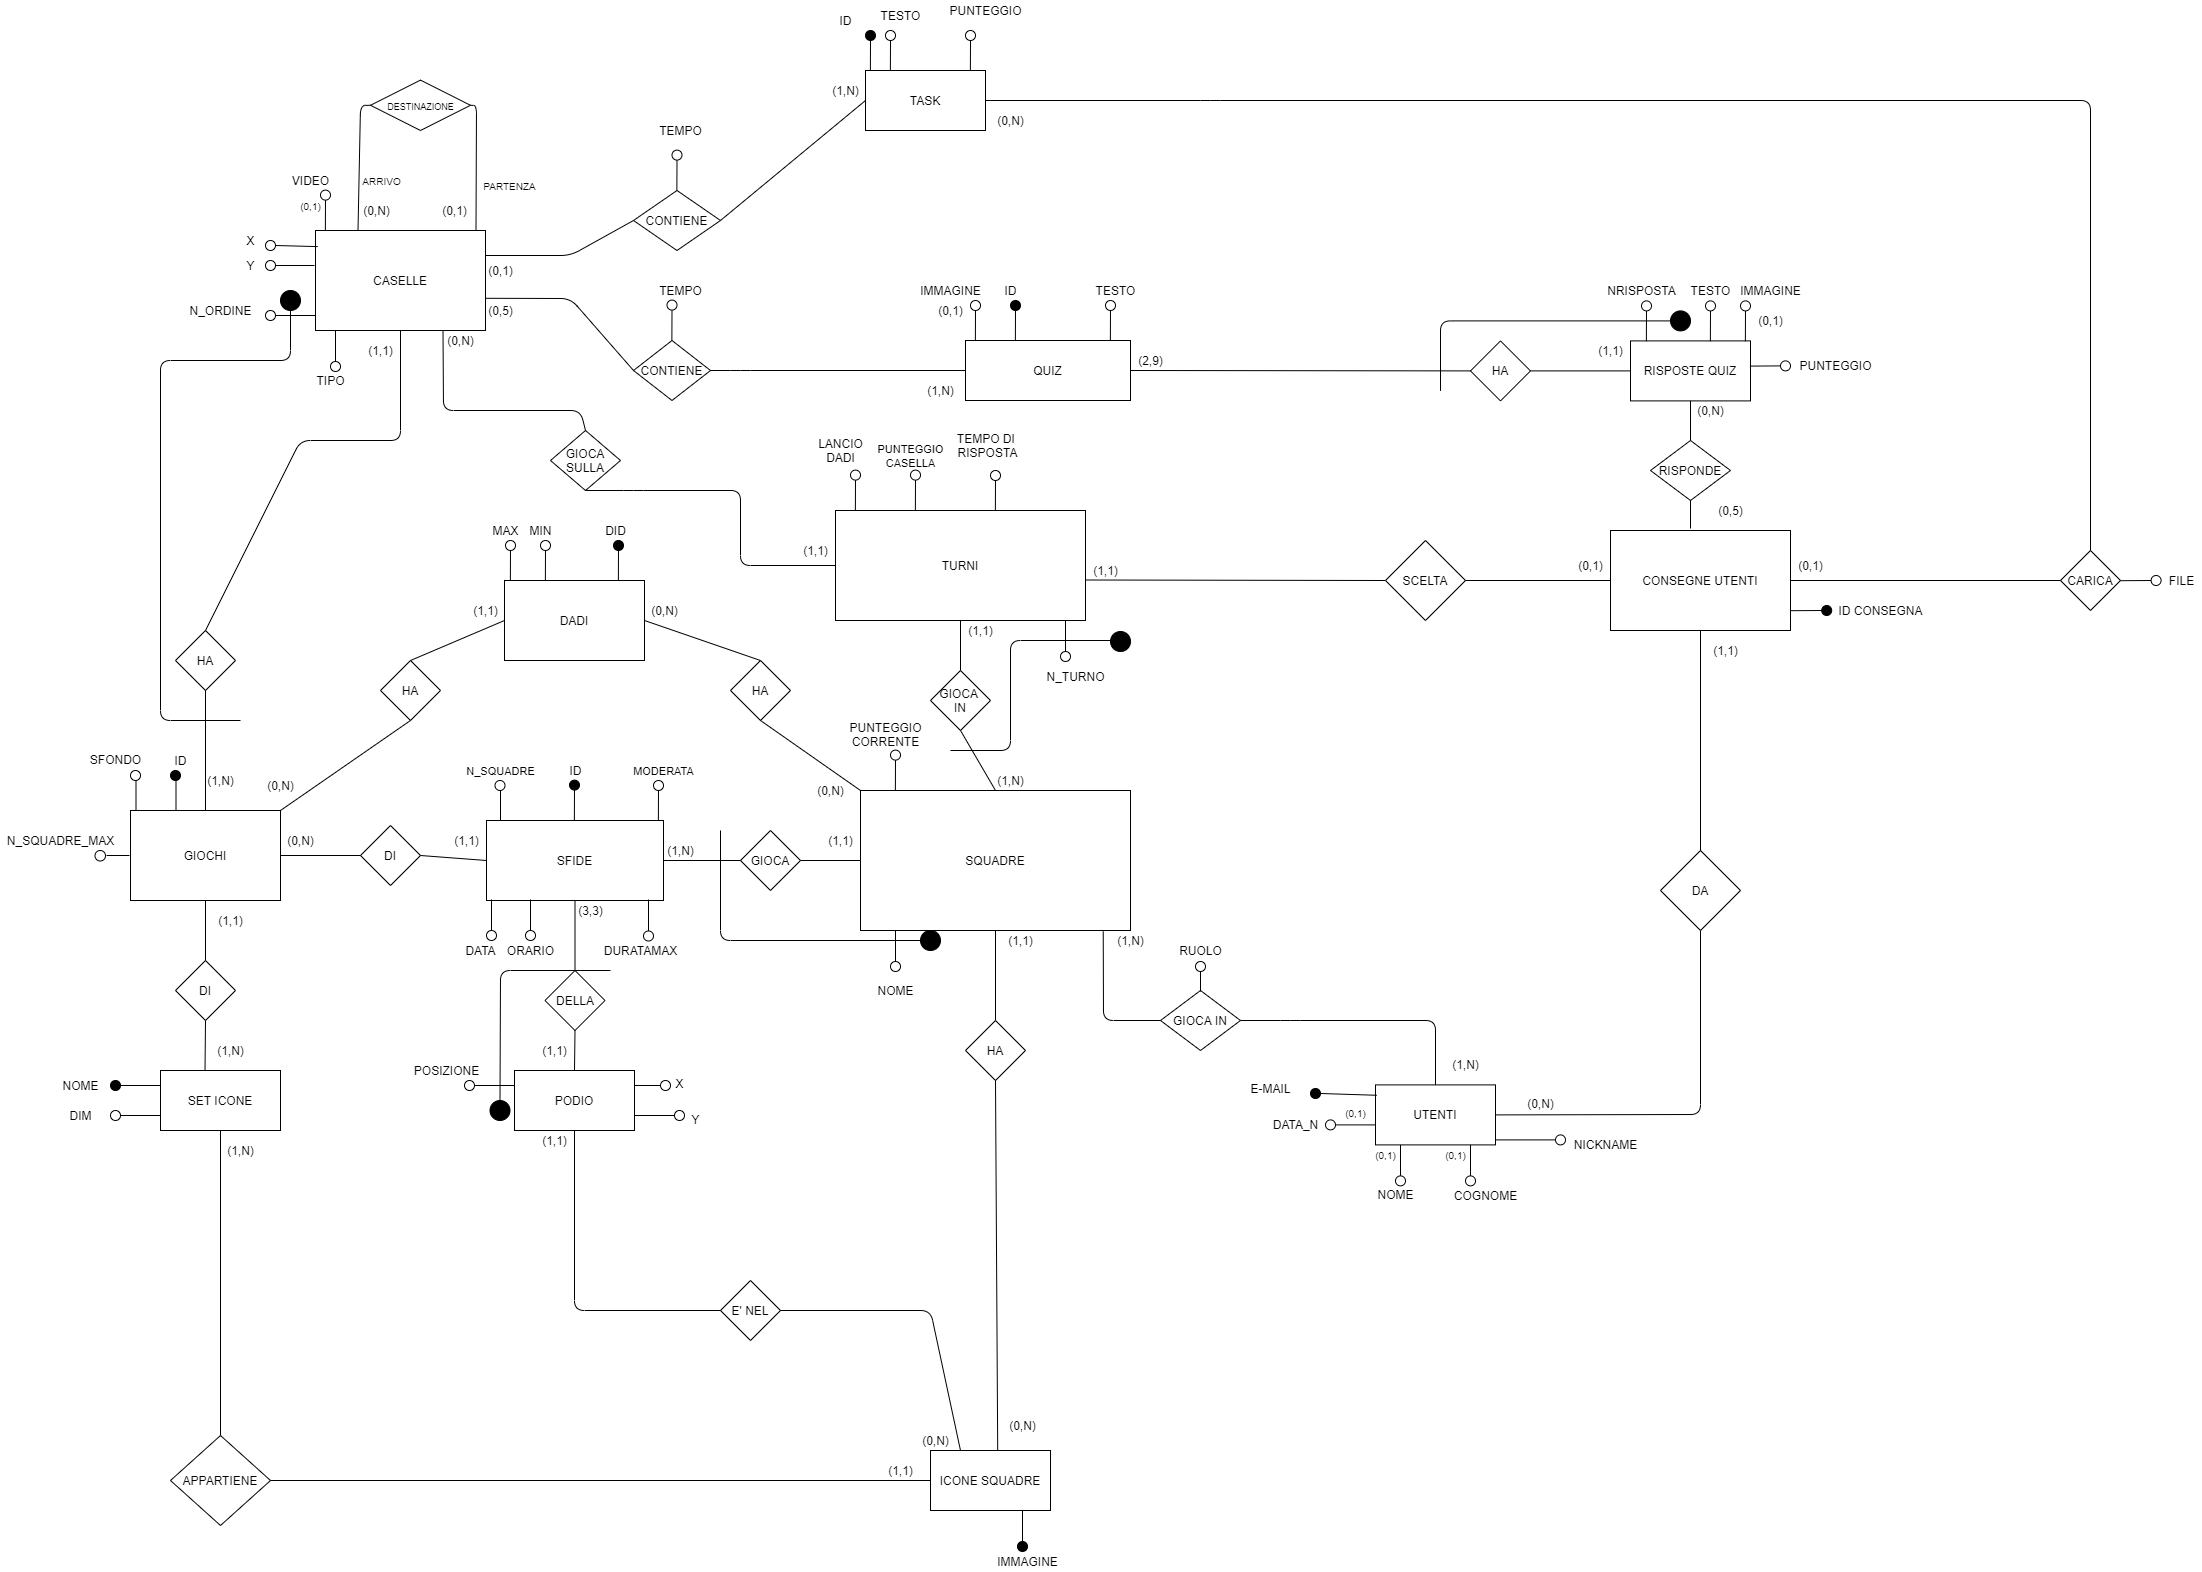 ID
TESTO
PUNTEGGIO
TASK
(1,N)
(0,N)
DESTINAZIONE
TEMPO
VIDEO
(0,1)
ARRIVO
PARTENZA
(0,N)
(0,1)
CONTIENE
X
Y
N_ORDINE
CASELLE
(0,1)
(0,5)
(1,1)
(0,N)
TIPO
TEMPO
CONTIENE
IMMAGINE
(0,1)
ID
TESTO
QUIZ
(1,N)
(2,9)
HA
NRISPOSTA
TESTO
IMMAGINE
(0,1)
(1,1)
RISPOSTE QUIZ
PUNTEGGIO
(0,N)
RISPONDE
(0,5)
GIOCA
SULLA
LANCIO
DADI
PUNTEGGIO
CASELLA
TEMPO DI
RISPOSTA
(1,1)
TURNI
(1,1)
SCELTA
(0,1)
CONSEGNE UTENTI
(0,1)
ID CONSEGNA
CARICA
FILE
(1,1)
MAX
MIN
DID
(1,1)
DADI
(0,N)
HA
HA
HA
(1,1)
GIOCA
IN
N_TURNO
(1,N)
PUNTEGGIO
CORRENTE
(0,N)
SFONDO
ID
(1,N)
(0,N)
N_SQUADRE_MAX
GIOCHI
(0,N)
DI
(1,1)
N_SQUADRE
ID
MODERATA
SFIDE
(1,N)
GIOCA
(1,1)
SQUADRE
DA
(1,1)
DATA
ORARIO
(3,3)
DURATAMAX
NOME
(1,1)
(1,N)
RUOLO
DI
DELLA
GIOCA IN
(1,N)
(1,1)
HA
(1,N)
NOME
DIM
SET ICONE
(1,N)
POSIZIONE
PODIO
X
Y
(1,1)
E-MAIL
DATA_N
(0,1)
UTENTI
(0,N)
NICKNAME
(0,1)
(0,1)
NOME
COGNOME
E' NEL
(0,N)
(0,N)
APPARTIENE
(1,1)
ICONE SQUADRE
IMMAGINE